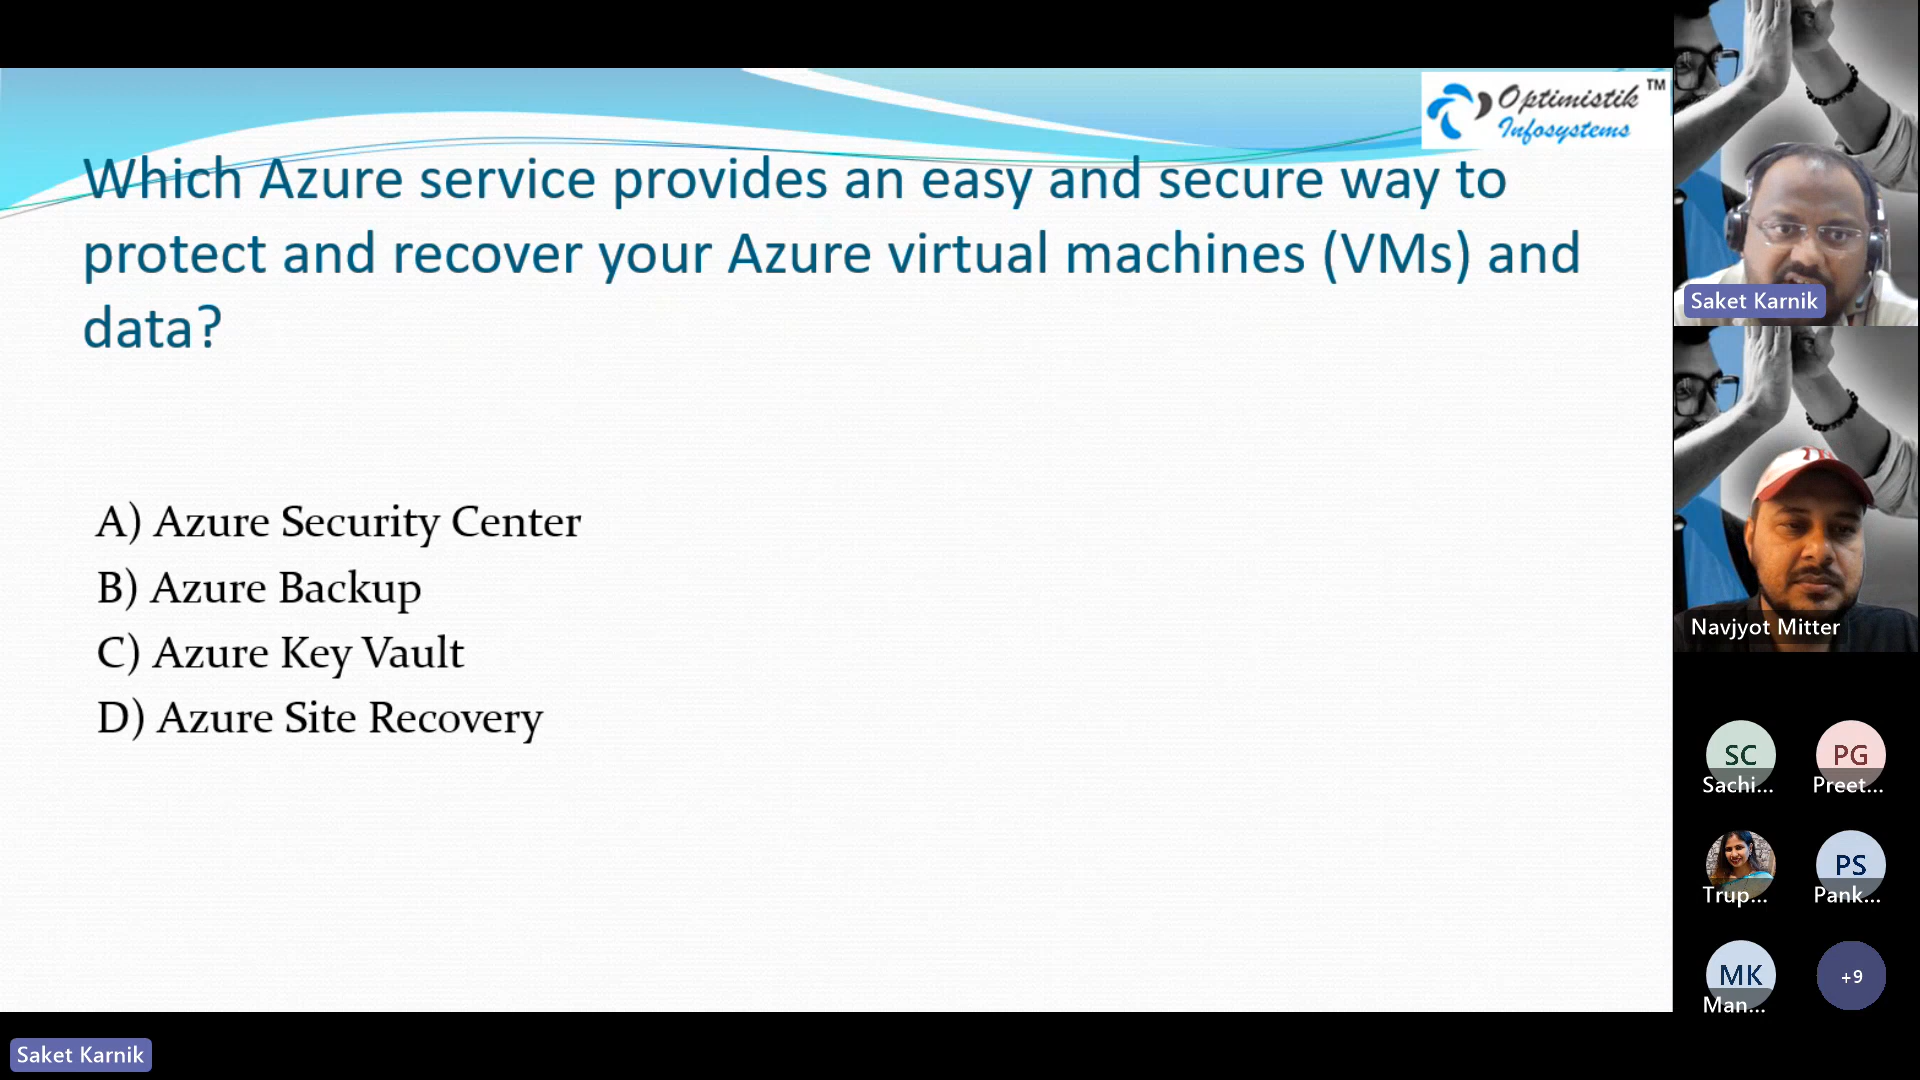 Optimistik TM
Infosystems
Which Azure service provides an easy and secure way to
protect and recover your Azure virtual machines (VMs) and
data?
A) Azure Security Center
B) Azure Backup
C) Azure Key Vault
D) Azure Site Recovery
Saket Karnik
Navjyot Mitter
SC
Sachi...
PG
Preet...
Trup...
PS
Pank...
MK
Man...
+9
Saket Karnik